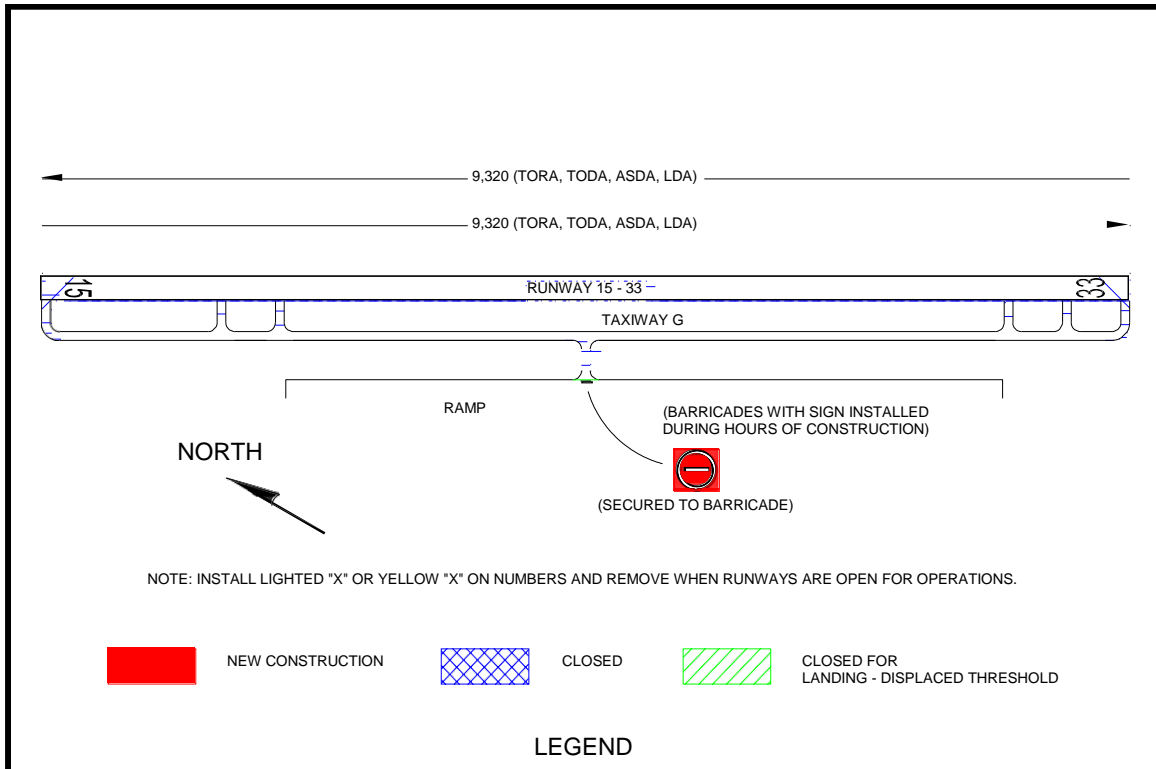 9,320 (TORA, TODA, ASDA, LDA)
9,320 (TORA, TODA, ASDA, LDA)
15
RUNWAY 15 - 33
33
TAXIWAY G
RAMP
(BARRICADES WITH SIGN INSTALLED
DURING HOURS OF CONSTRUCTION)
NORTH
(SECURED TO BARRICADE)
NOTE: INSTALL LIGHTED "X" OR YELLOW "X" ON NUMBERS AND REMOVE WHEN RUNWAYS ARE OPEN FOR OPERATIONS.
NEW CONSTRUCTION
CLOSED
CLOSED FOR
LANDING - DISPLACED THRESHOLD
LEGEND